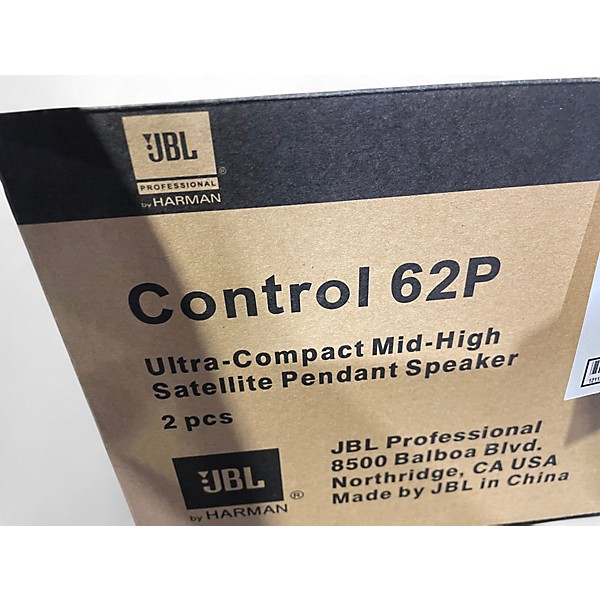 JBL
PROFESSIONAL
by HARMAN
®
Control 62P
Ultra-Compact Mid-High
Satellite Pendant Speaker
2 pcs
JBL
by HARMAN
®
JBL Professional
8500 Balboa Blvd.
Northridge, CA USA
Made by JBL in China